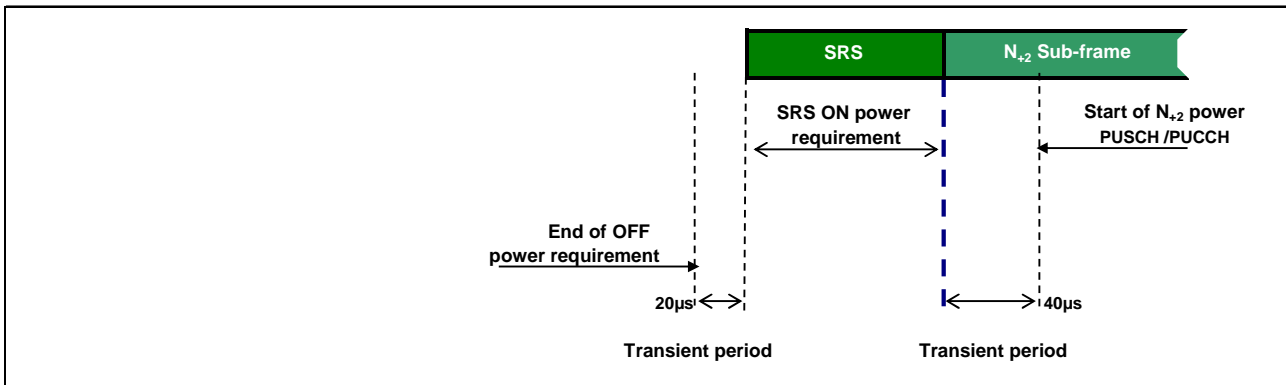 SRS
N+2 Sub-frame
SRS ON power
requirement
Start of N+2 power
PUSCH /PUCCH
End of OFF
power requirement
20µs
40µs
Transient period
Transient period